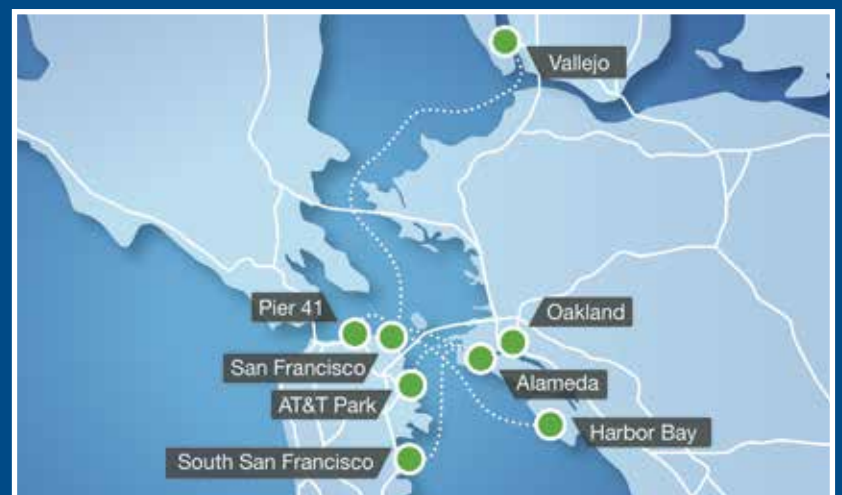 Vallejo
Pier 41
Oakland
San Francisco
Alameda
AT&T Park
Harbor Bay
South San Francisco